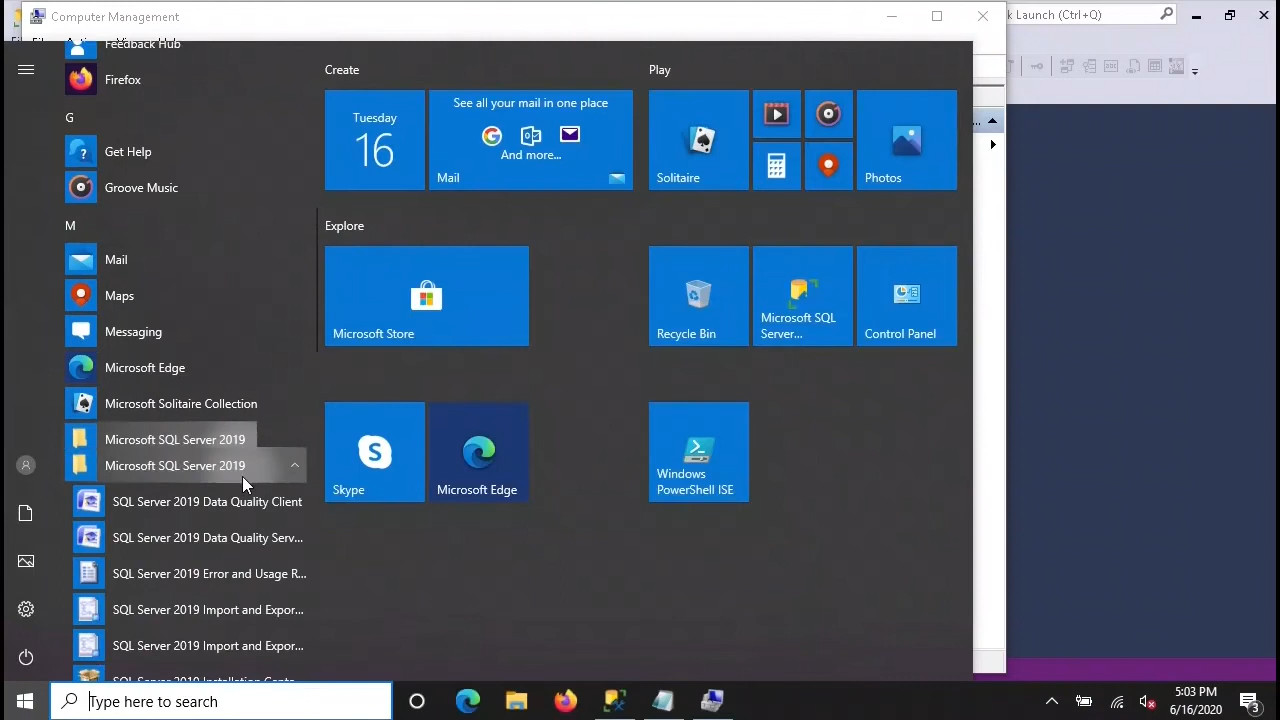 Computer Management
k Launch (Ctrl+Q)
Feedback Hub
Firefox
G
Get Help
Groove Music
M
Mail
Maps
Messaging
Microsoft Edge
Microsoft Solitaire Collection
Microsoft SQL Server 2019
Microsoft SQL Server 2019
SQL Server 2019 Data Quality Client
SQL Server 2019 Data Quality Serv...
SQL Server 2019 Error and Usage R...
SQL Server 2019 Import and Expor...
SQL Server 2019 Import and Expor...
SQL Server 2019 Installation Cente
Create
Tuesday
16
See all your mail in one place
And more...
Mail
Explore
Microsoft Store
Skype
Microsoft Edge
Play
Solitaire
Photos
Recycle Bin
Microsoft SQL
Server...
Control Panel
Windows
PowerShell ISE
Type here to search
5:03 PM
6/16/2020
3